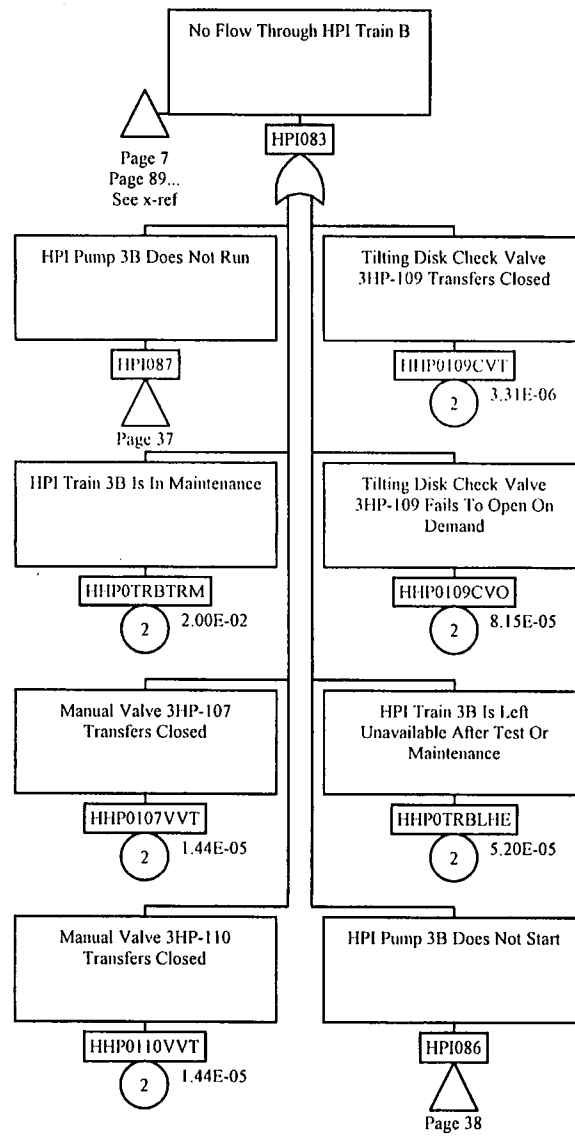 No Flow Through HPI Train B
HPI083
Page 7
Page 89...
See x-ref
HPI Pump 3B Does Not Run
HPI087
Page 37
Tilting Disk Check Valve
3HP-109 Transfers Closed
HHP0109CVT
2
3.31E-06
HPI Train 3B Is In Maintenance
HHP0TRBTRM
2
2.00E-02
Tilting Disk Check Valve
3HP-109 Fails To Open On
Demand
HHP0109CVO
2
8.15E-05
Manual Valve 3HP-107
Transfers Closed
HHP0107VVT
2
1.44E-05
HPI Train 3B Is Left
Unavailable After Test Or
Maintenance
HHP0TRBLHE
2
5.20E-05
Manual Valve 3HP-110
Transfers Closed
HHP0110VVT
2
1.44E-05
HPI Pump 3B Does Not Start
HPI086
Page 38